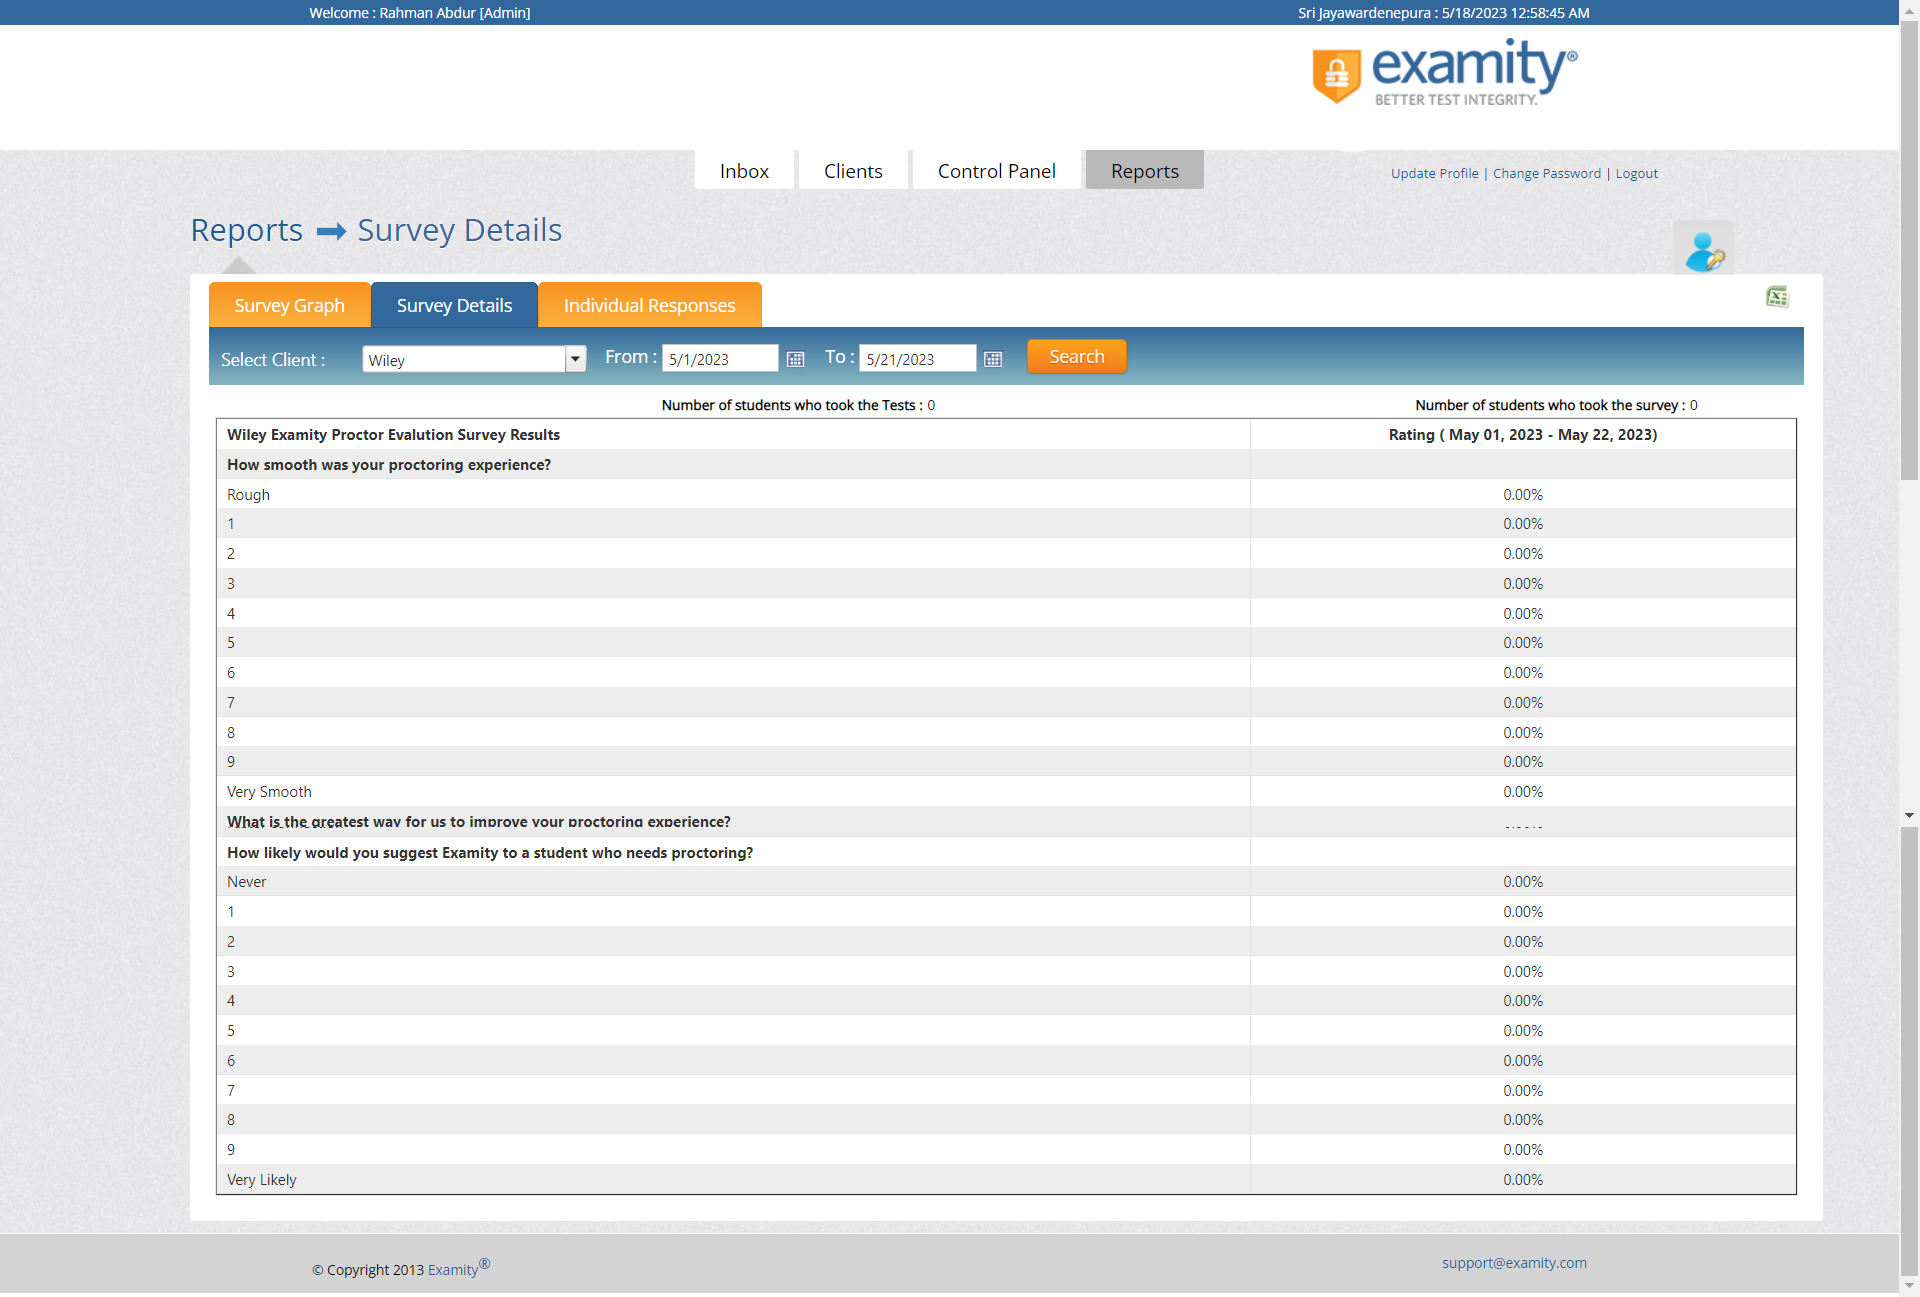 Welcome : Rahman Abdur [Admin]
Sri Jayawardenepura : 5/18/2023 12:58:45 AM
examity®
BETTER TEST INTEGRITY.
Inbox
Clients
Control Panel
Reports
Update Profile | Change Password | Logout
Reports Survey Details
Survey Graph
Survey Details
Individual Responses
Select Client : Wiley From : 5/1/2023 To : 5/21/2023 Search
Number of students who took the Tests : 0
Number of students who took the survey : 0
Wiley Examity Proctor Evalution Survey Results Rating ( May 01, 2023 - May 22, 2023)
How smooth was your proctoring experience?
Rough 0.00%
1 0.00%
2 0.00%
3 0.00%
4 0.00%
5 0.00%
6 0.00%
7 0.00%
8 0.00%
9 0.00%
Very Smooth 0.00%
What is the greatest way for us to improve your proctoring experience?
How likely would you suggest Examity to a student who needs proctoring?
Never 0.00%
1 0.00%
2 0.00%
3 0.00%
4 0.00%
5 0.00%
6 0.00%
7 0.00%
8 0.00%
9 0.00%
Very Likely 0.00%
© Copyright 2013 Examity®
support@examity.com